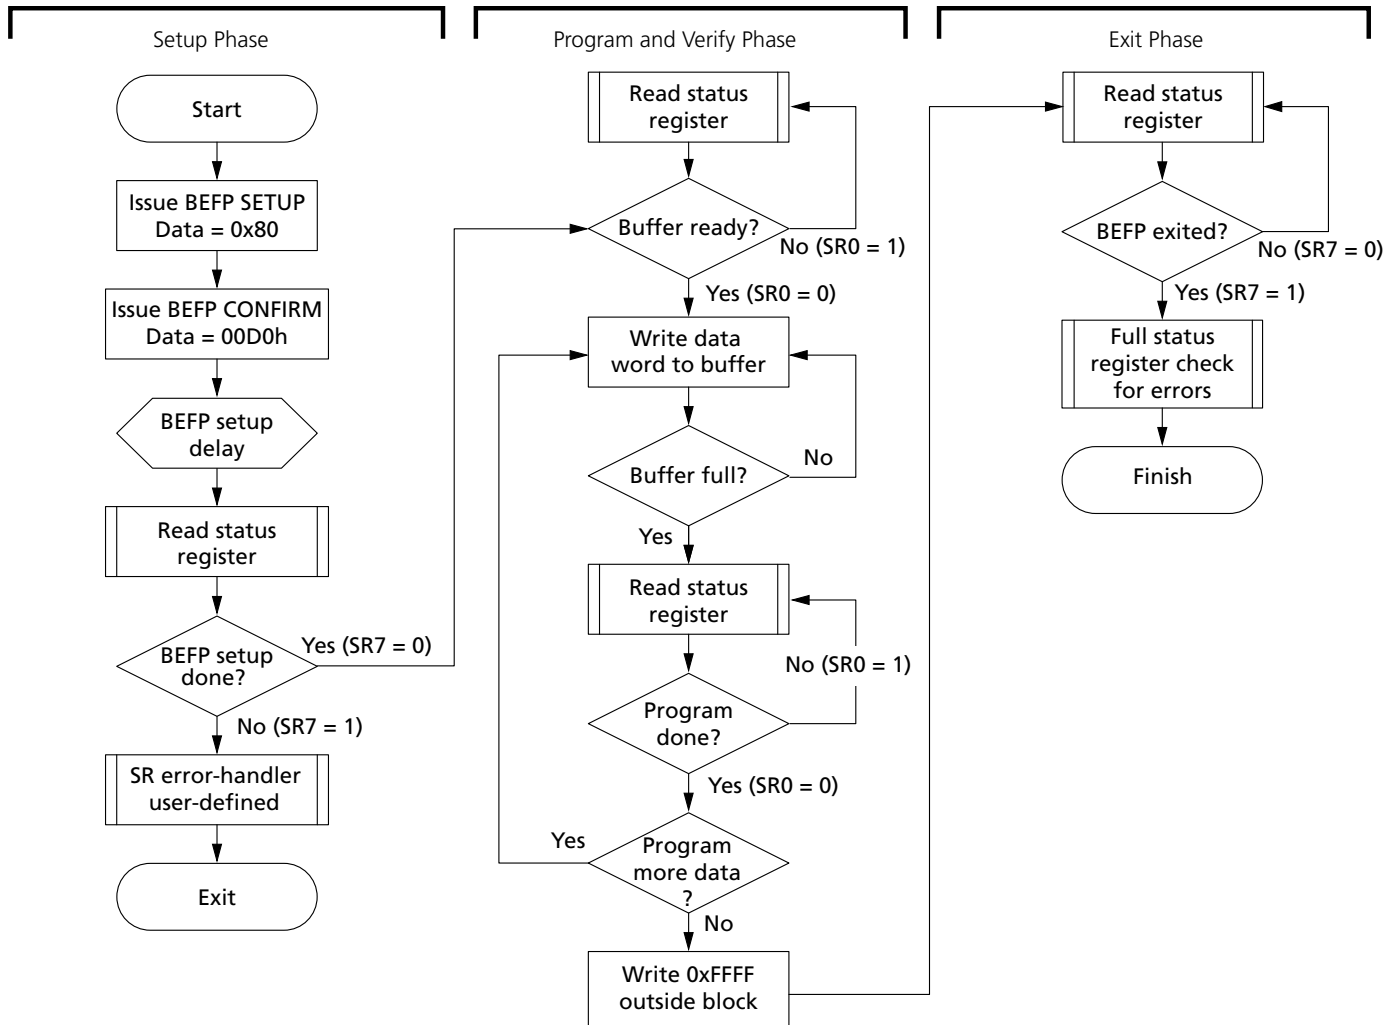 Setup Phase
Start
Issue BEFP SETUP
Data = 0x80
Issue BEFP CONFIRM
Data = 00D0h
BEFP setup
delay
Read status
register
BEFP setup
done?
Yes (SR7 = 0)
No (SR7 = 1)
SR error-handler
user-defined
Exit
Program and Verify Phase
Read status
register
Buffer ready?
No (SR0 = 1)
Yes (SR0 = 0)
Write data
word to buffer
Buffer full?
No
Yes
Read status
register
No (SR0 = 1)
Program
done?
Yes (SR0 = 0)
Program
more data
?
Yes
No
Write 0xFFFF
outside block
Exit Phase
Read status
register
BEFP exited?
No (SR7 = 0)
Yes (SR7 = 1)
Full status
register check
for errors
Finish